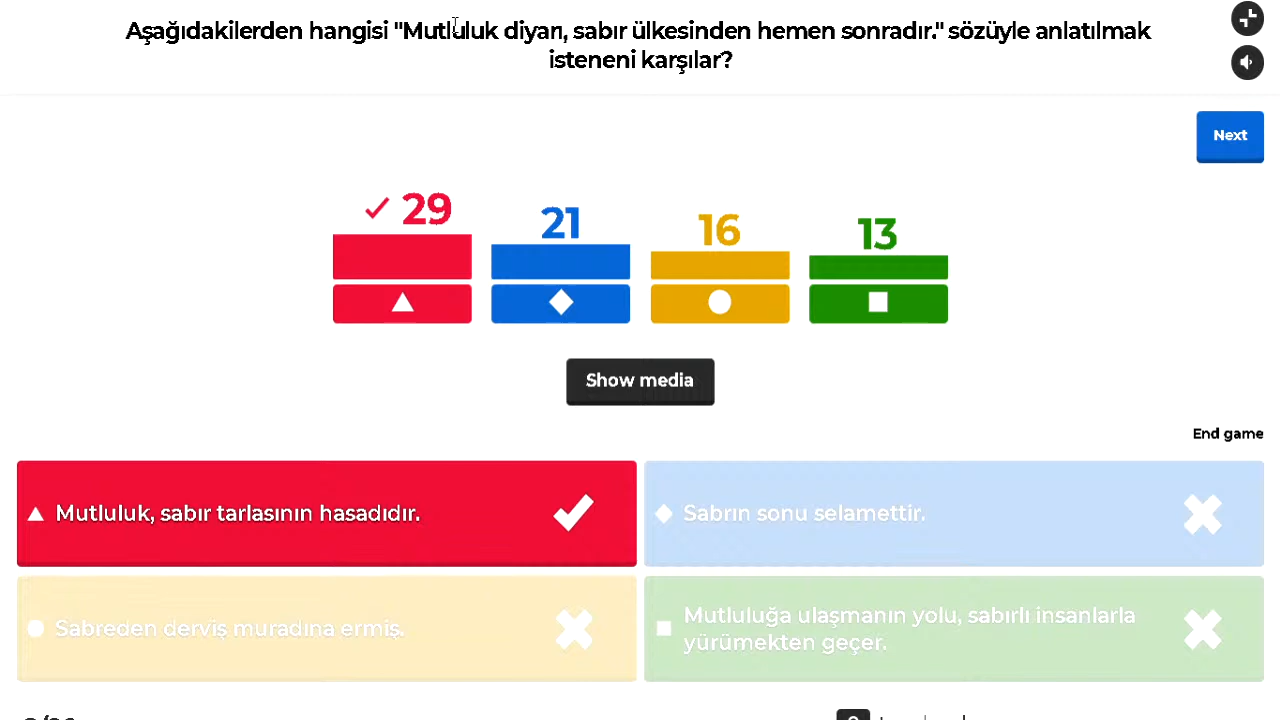 Aşağıdakilerden hangisi "Mutluluk diyarı, sabır ülkesinden hemen sonradır." sözüyle anlatılmak
isteneni karşılar?
Next
29
21
16
13
Show media
End game
Mutluluk, sabır tarlasının hasadıdır.
Sabrın sonu selamettir.
Sabreden derviş muradına ermiş.
Mutluluğa ulaşmanın yolu, sabırlı insanlarla
yürümekten geçer.